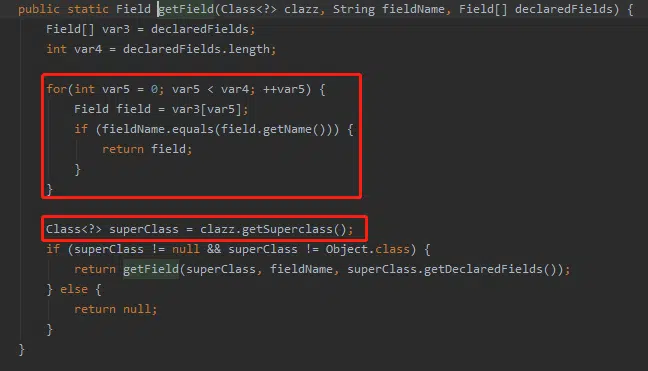 public static Field getField(Class<?> clazz, String fieldName, Field[] declaredFields) {
    Field[] var3 = declaredFields;
    int var4 = declaredFields.length;
    for(int var5 = 0; var5 < var4; ++var5) {
        Field field = var3[var5];
        if (fieldName.equals(field.getName())) {
            return field;
        }
    }
    Class<?> superClass = clazz.getSuperclass();
    if (superClass != null && superClass != Object.class) {
        return getField(superClass, fieldName, superClass.getDeclaredFields());
    } else {
        return null;
    }
}